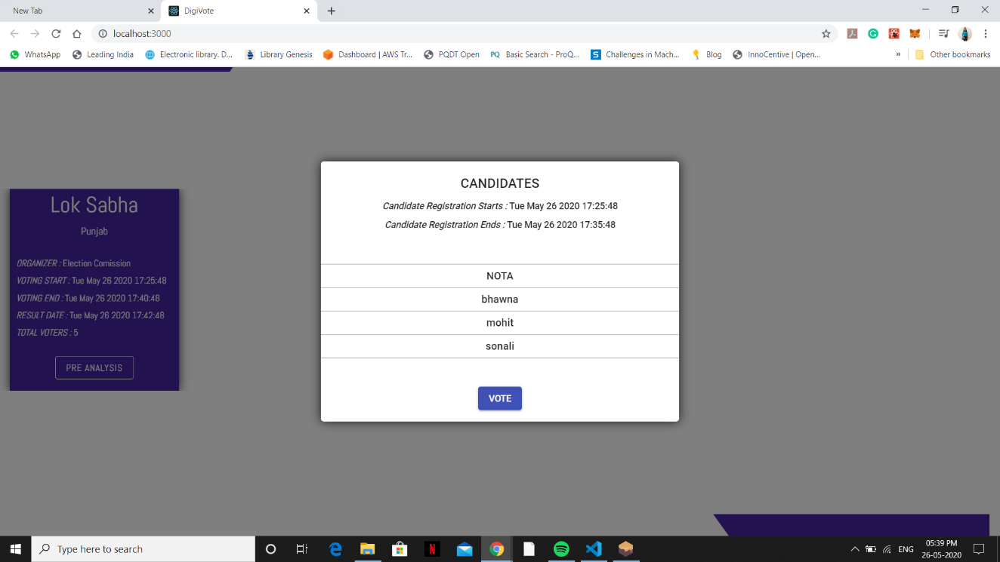 New Tab
DigiVote
localhost:3000
WhatsApp
Leading India
Electronic library. D...
Library Genesis
Dashboard | AWS Tr...
PQDT Open
PQ Basic Search - ProQ...
S Challenges in Mach...
Blog
InnoCentive | Open...
»
Other bookmarks
Lok Sabha
Punjab
ORGANIZER : Election Comission
VOTING START : Tue May 26 2020 17:25:48
VOTING END : Tue May 26 2020 17:40:48
RESULT DATE : Tue May 26 2020 17:42:48
TOTAL VOTERS : 5
PRE ANALYSIS
CANDIDATES
Candidate Registration Starts : Tue May 26 2020 17:25:48
Candidate Registration Ends : Tue May 26 2020 17:35:48
NOTA
bhawna
mohit
sonali
VOTE
Type here to search
N
ENG
05:39 PM
26-05-2020